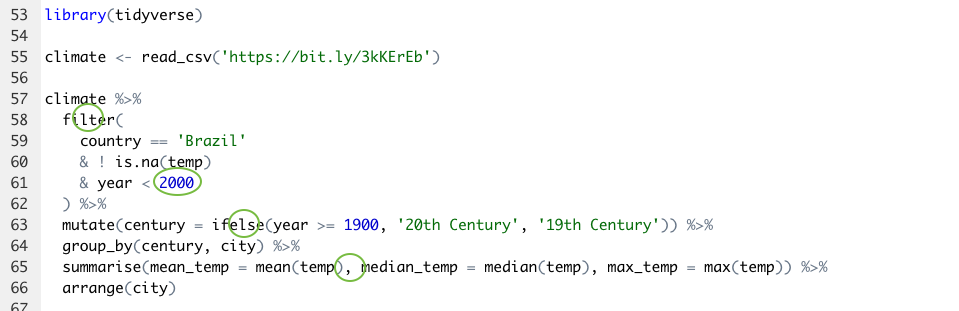 53 library(tidyverse)
54
55 climate <- read_csv('https://bit.ly/3kKErEb')
56
57 climate %>%
58 filter(
59 country == 'Brazil'
60 & ! is.na(temp)
61 & year < 2000
62 ) %>%
63 mutate(century = ifelse(year >= 1900, '20th Century', '19th Century')) %>%
64 group_by(century, city) %>%
65 summarise(mean_temp = mean(temp), median_temp = median(temp), max_temp = max(temp)) %>%
66 arrange(city)
67